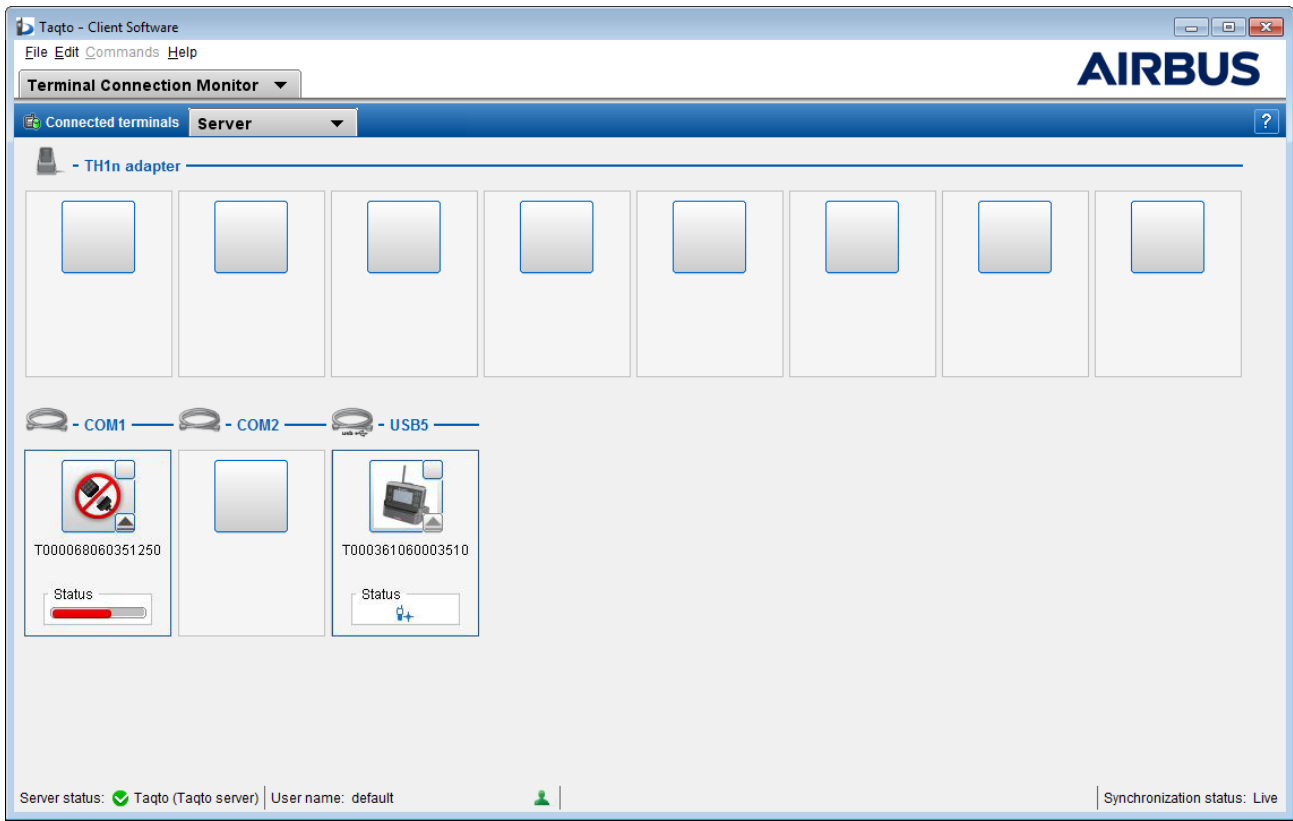 Taqto - Client Software
File Edit Commands Help
AIRBUS
Terminal Connection Monitor
Connected terminals Server ?
- TH1n adapter
- COM1 - COM2 - USB5
T000068060351250 T000361060003510
Status Status
Server status: Taqto (Taqto server) User name: default Synchronization status: Live